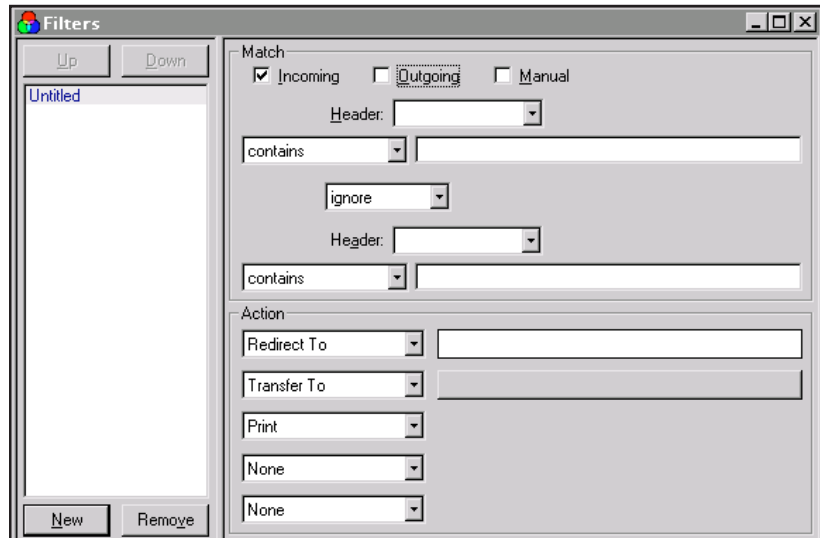 Filters
Up Down
Untitled
New Remove
Match
Incoming Outgoing Manual
Header:
contains
ignore
Header:
contains
Action
Redirect To
Transfer To
Print
None
None